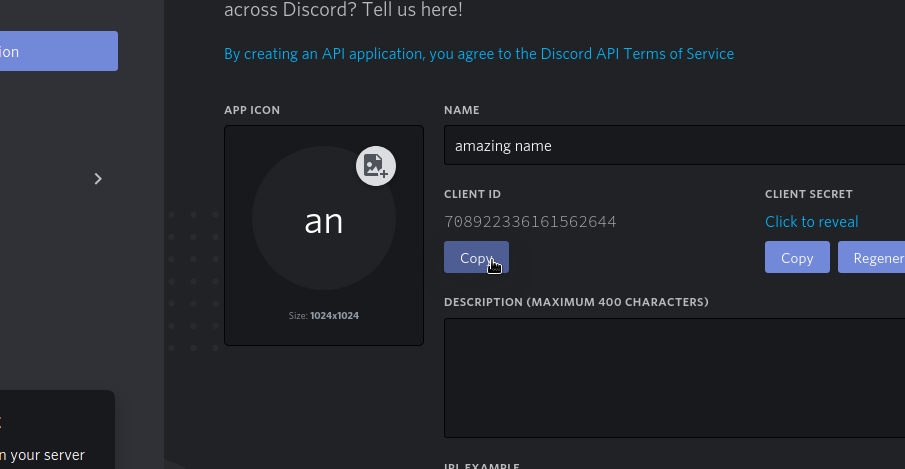 across Discord? Tell us here!
ion
By creating an API application, you agree to the Discord API Terms of Service
APP ICON
NAME
an
amazing name
CLIENT ID
CLIENT SECRET
708922336161562644
Click to reveal
Copy
Copy
Regener
Size: 1024x1024
DESCRIPTION (MAXIMUM 400 CHARACTERS)
n your server